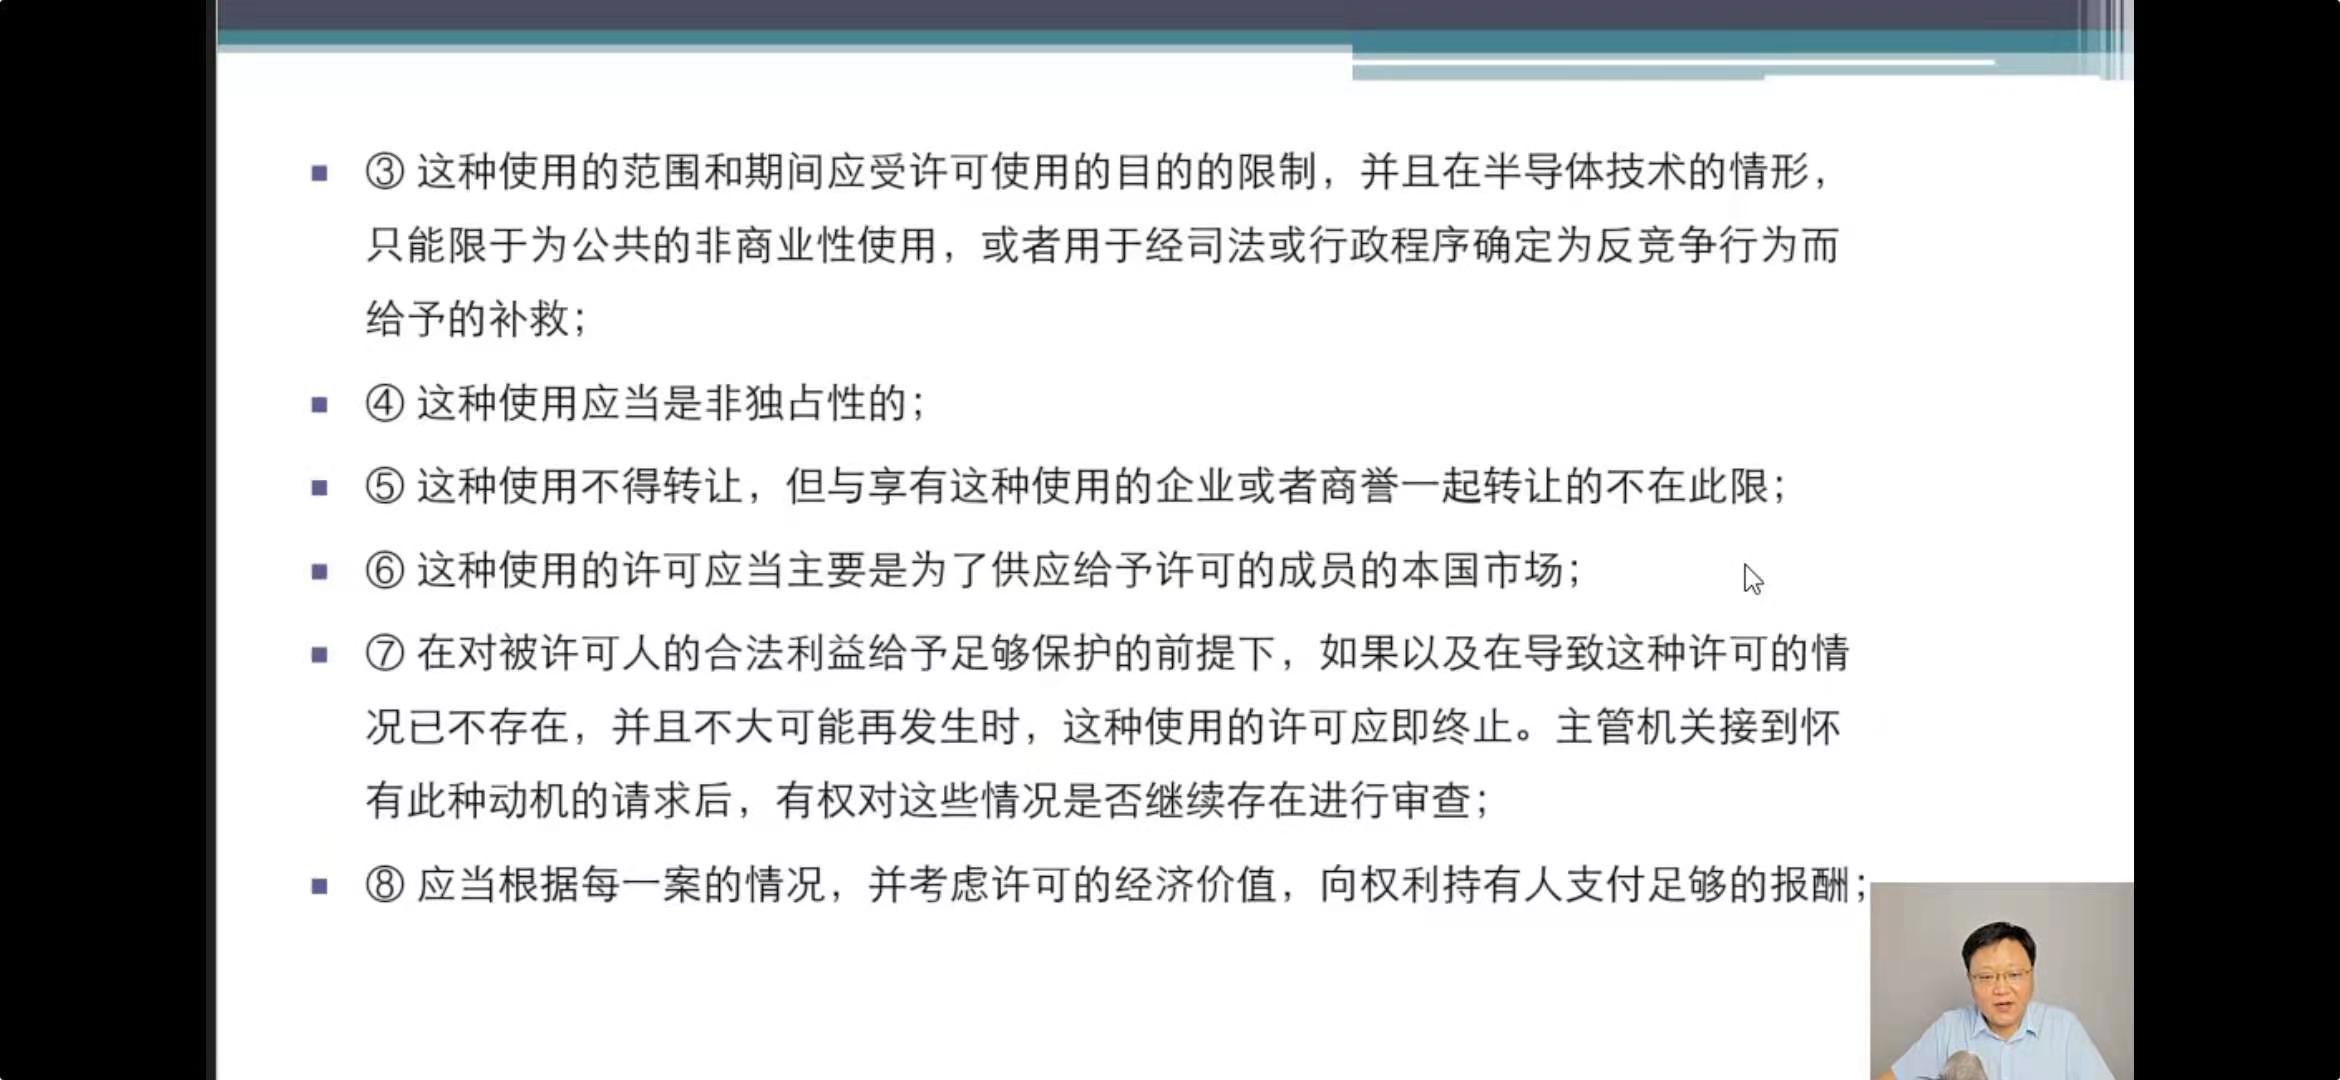 ③ 这种使用的范围和期间应受许可使用的目的的限制，并且在半导体技术的情形，
只能限于为公共的非商业性使用，或者用于经司法或行政程序确定为反竞争行为而
给予的补救；
④ 这种使用应当是非独占性的；
⑤ 这种使用不得转让，但与享有这种使用的企业或者商誉一起转让的不在此限；
⑥ 这种使用的许可应当主要是为了供应给予许可的成员的本国市场；
⑦ 在对被许可人的合法利益给予足够保护的前提下，如果以及在导致这种许可的情
况已不存在，并且不大可能再发生时，这种使用的许可应即终止。主管机关接到怀
有此种动机的请求后，有权对这些情况是否继续存在进行审查；
⑧ 应当根据每一案的情况，并考虑许可的经济价值，向权利持有人支付足够的报酬；